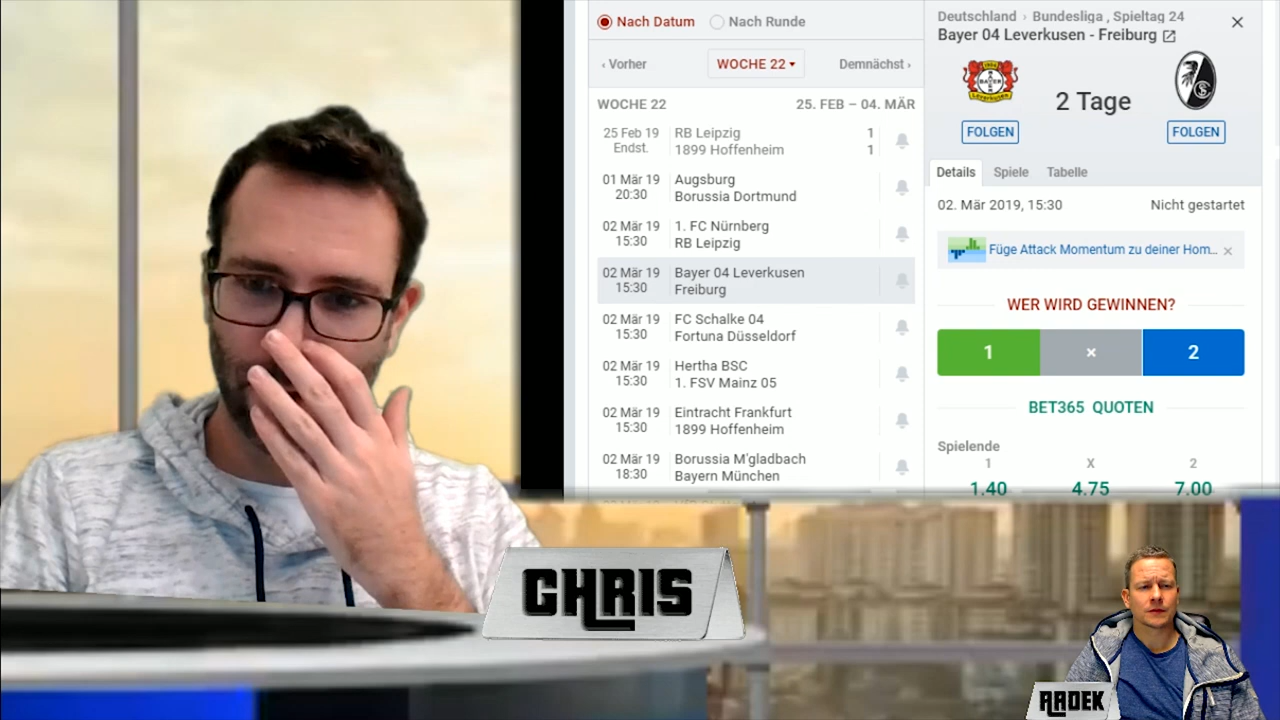 Nach Datum
Nach Runde
‹ Vorher
WOCHE 22
Demnächst ›
WOCHE 22
25. FEB – 04. MÄR
25 Feb 19
Endst.
RB Leipzig
1899 Hoffenheim
1
1
01 Mär 19
20:30
Augsburg
Borussia Dortmund
02 Mär 19
15:30
1. FC Nürnberg
RB Leipzig
02 Mär 19
15:30
Bayer 04 Leverkusen
Freiburg
02 Mär 19
15:30
FC Schalke 04
Fortuna Düsseldorf
02 Mär 19
15:30
Hertha BSC
1. FSV Mainz 05
02 Mär 19
15:30
Eintracht Frankfurt
1899 Hoffenheim
02 Mär 19
18:30
Borussia M'gladbach
Bayern München
Deutschland › Bundesliga , Spieltag 24
Bayer 04 Leverkusen - Freiburg
2 Tage
FOLGEN
FOLGEN
Details
Spiele
Tabelle
02. Mär 2019, 15:30
Nicht gestartet
Füge Attack Momentum zu deiner Hom...
WER WIRD GEWINNEN?
1
×
2
BET365 QUOTEN
Spielende
1
X
2
1.40
4.75
7.00
CHRIS
RADEK